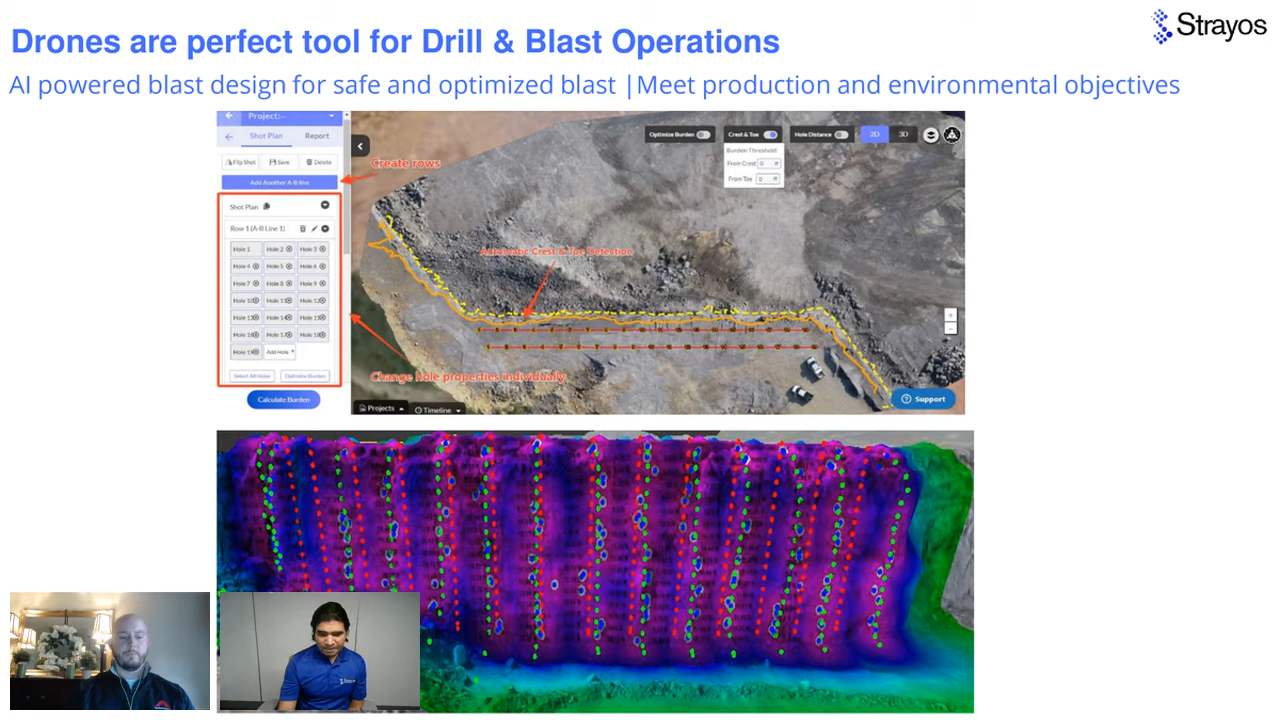 Drones are perfect tool for Drill & Blast Operations
Strayos
AI powered blast design for safe and optimized blast |Meet production and environmental objectives
Project:--
Shot Plan Report
Flip Shot Save Delete
Add Another A-B line
Create rows
Shot Plan
Row 1 (A-B Line 1)
Hole 1 Hole 2 Hole 3
Hole 4 Hole 5 Hole 6
Hole 7 Hole 8 Hole 9
Hole 10 Hole 11 Hole 12
Hole 13 Hole 14 Hole 15
Hole 16 Hole 17 Hole 18
Hole 19 Add Hole +
Select All Holes Optimize Burden
Calculate Burden
Optimize Burden Crest & Toe Hole Distance 2D 3D
Burden Threshold
From Crest 0 ft
From Toe 0 ft
Automatic Crest & Toe Detection
Change hole properties individually
Projects Timeline
Support